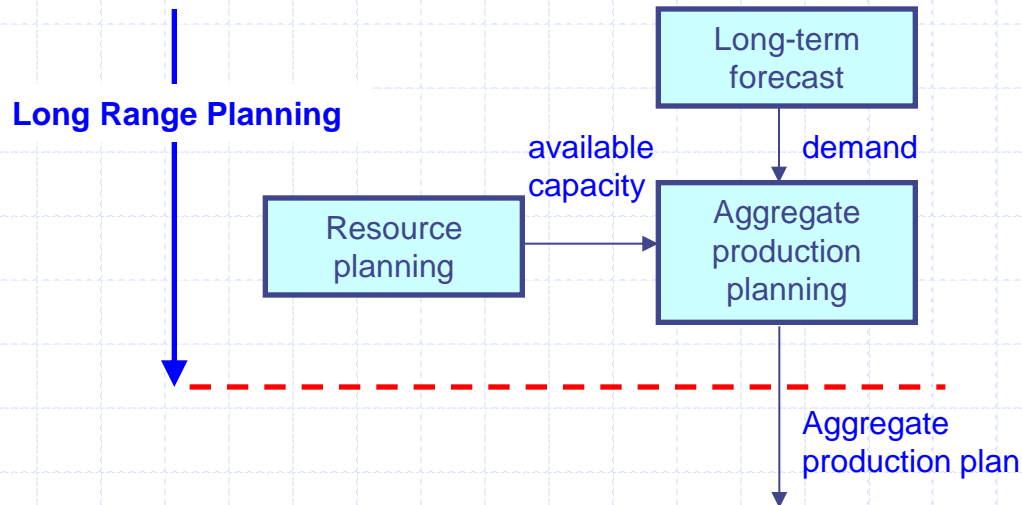 Long-term
forecast
Long Range Planning
available
capacity
demand
Resource
planning
Aggregate
production
planning
Aggregate
production plan